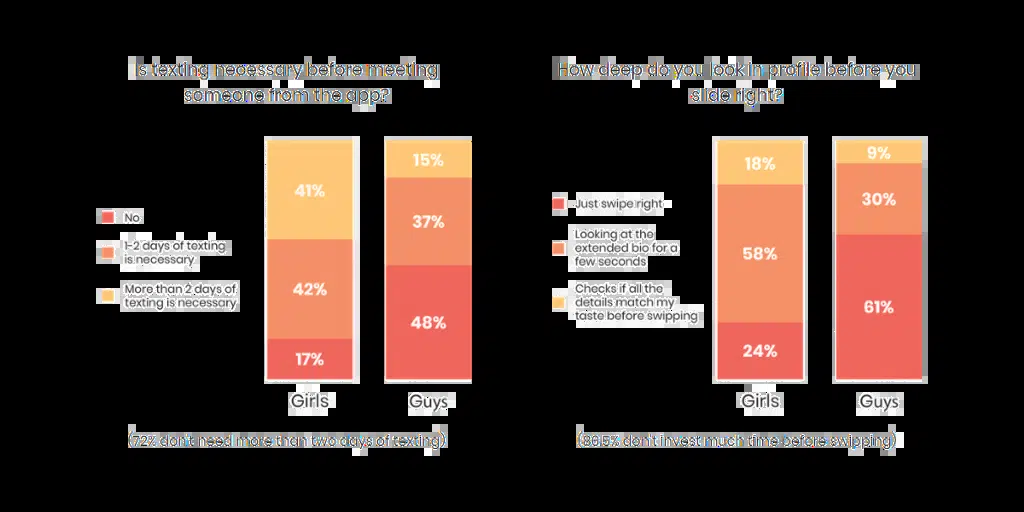 Is texting necessary before meeting
someone from the app?
41%
42%
17%
15%
37%
48%
No
1-2 days of texting
is necessary
More than 2 days of
texting is necessary
Girls
Guys
(72% don't need more than two days of texting)
How deep do you look in profile before you
slide right?
18%
58%
24%
9%
30%
61%
Just swipe right
Looking at the
extended bio for a
few seconds
Checks if all the
details match my
taste before swipping
Girls
Guys
(86.5% don't invest much time before swipping)